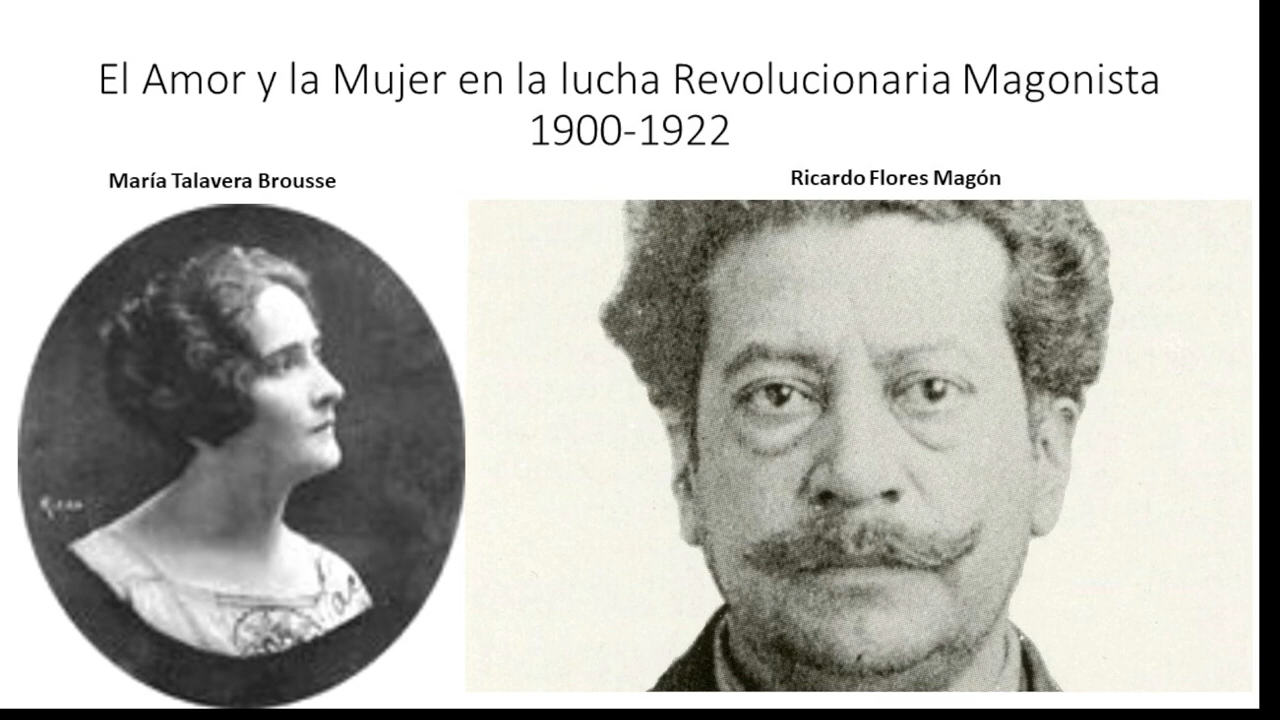 El Amor y la Mujer en la lucha Revolucionaria Magonista
1900-1922
María Talavera Brousse
Ricardo Flores Magón